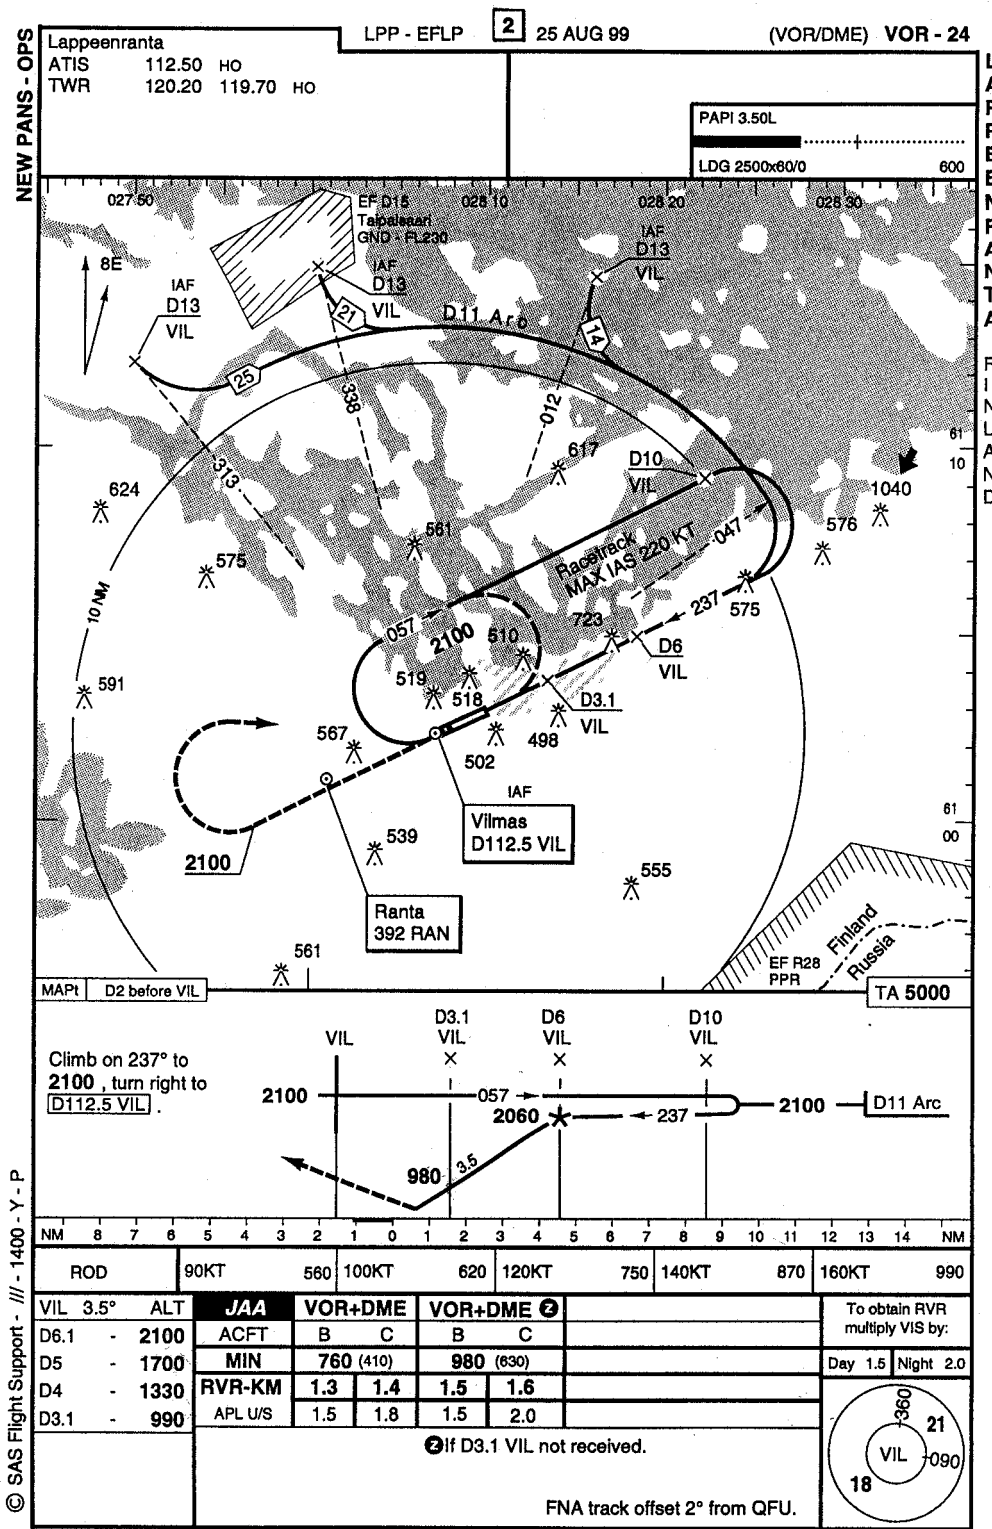 NEW PANS - OPS
LPP - EFLP 2 25 AUG 99 (VOR/DME) VOR - 24
Lappeenranta
ATIS 112.50 HO
TWR 120.20 119.70 HO
PAPI 3.50L
LDG 2500x60/0 600
027 50
028 10
028 20
028 30
EF D15
Taipalsaari
GND - FL230
8E
IAF
D13
VIL
IAF
D13
VIL
IAF
D13
VIL
21
D11 Arc
14
25
338
012
313
61
10
617
D10
VIL
1040
624
561
576
575
Racetrack
MAX IAS 220 KT
047
10 NM
057
2100
510
723
237
575
D6
VIL
519
518
D3.1
VIL
591
567
502
498
IAF
Vilmas
D112.5 VIL
61
00
2100
539
555
Ranta
392 RAN
Finland
Russia
EF R28
PPR
561
MAPt D2 before VIL
TA 5000
Climb on 237° to
2100 , turn right to
D112.5 VIL .
VIL
D3.1
VIL
D6
VIL
D10
VIL
2100 057
2060 237 2100 D11 Arc
980 3.5
NM 8 7 6 5 4 3 2 1 0 1 2 3 4 5 6 7 8 9 10 11 12 13 14 NM
ROD 90KT 560 100KT 620 120KT 750 140KT 870 160KT 990
VIL 3.5° ALT
D6.1 - 2100
D5 - 1700
D4 - 1330
D3.1 - 990
JAA VOR+DME VOR+DME 2
ACFT B C B C
MIN 760 (410) 980 (630)
RVR-KM 1.3 1.4 1.5 1.6
APL U/S 1.5 1.8 1.5 2.0
2 If D3.1 VIL not received.
FNA track offset 2° from QFU.
To obtain RVR
multiply VIS by:
Day 1.5 Night 2.0
360
21
VIL
090
18
© SAS Flight Support - /// - 1400 - Y - P